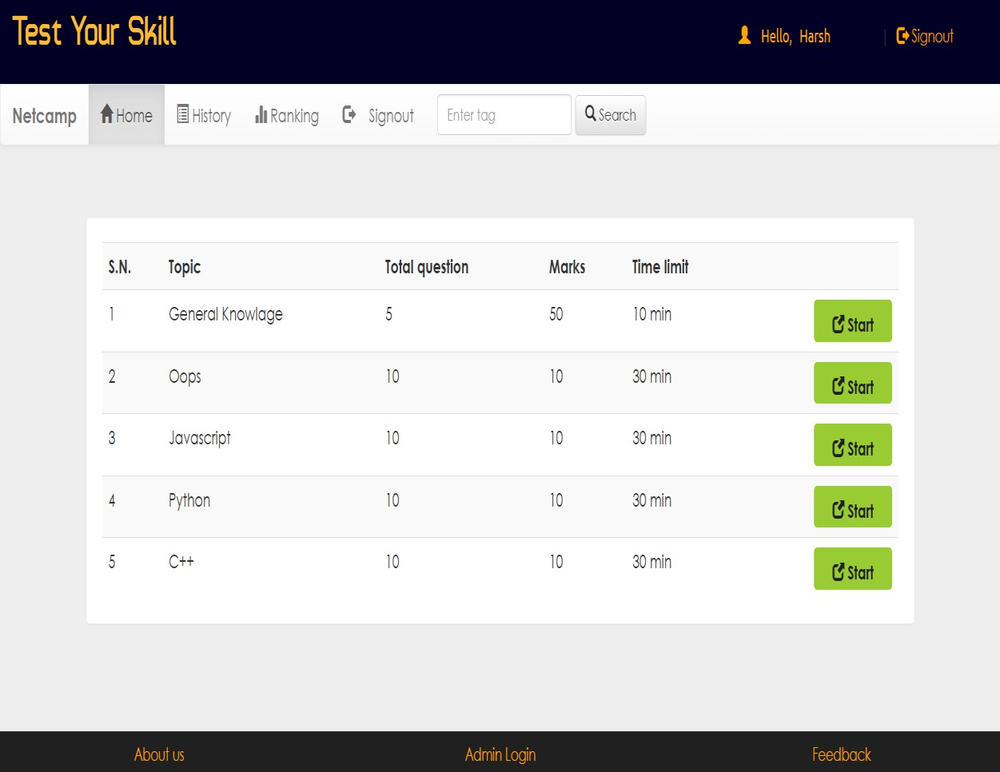 Test Your Skill
Hello, Harsh | Signout
Netcamp Home History Ranking Signout Enter tag Search
S.N. Topic Total question Marks Time limit
1 General Knowlage 5 50 10 min Start
2 Oops 10 10 30 min Start
3 Javascript 10 10 30 min Start
4 Python 10 10 30 min Start
5 C++ 10 10 30 min Start
About us Admin Login Feedback